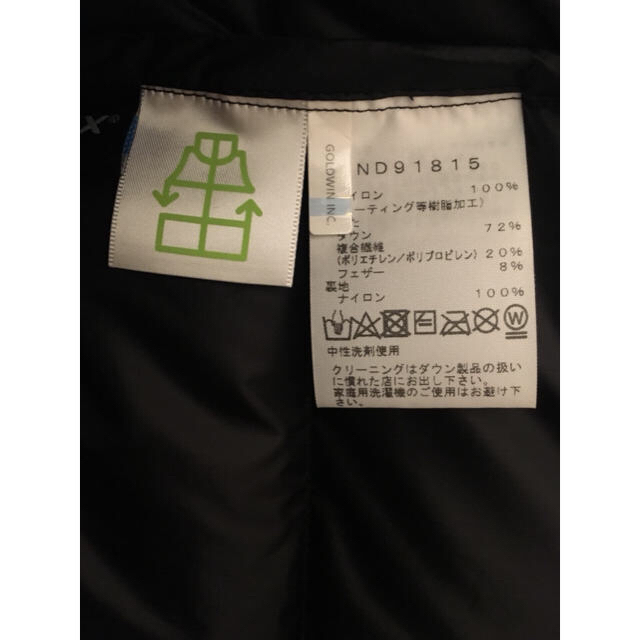 X®
GOLDWIN INC.
ND91815
イロン 100%
ーティング等樹脂加工)
た
ダウン 72%
複合繊維
(ポリエチレン/ポリプロピレン) 20%
フェザー 8%
裏地
ナイロン 100%
W
中性洗剤使用
クリーニングはダウン製品の扱い
に慣れた店にお出し下さい。
家庭用洗濯機のご使用はお避け下
さい。